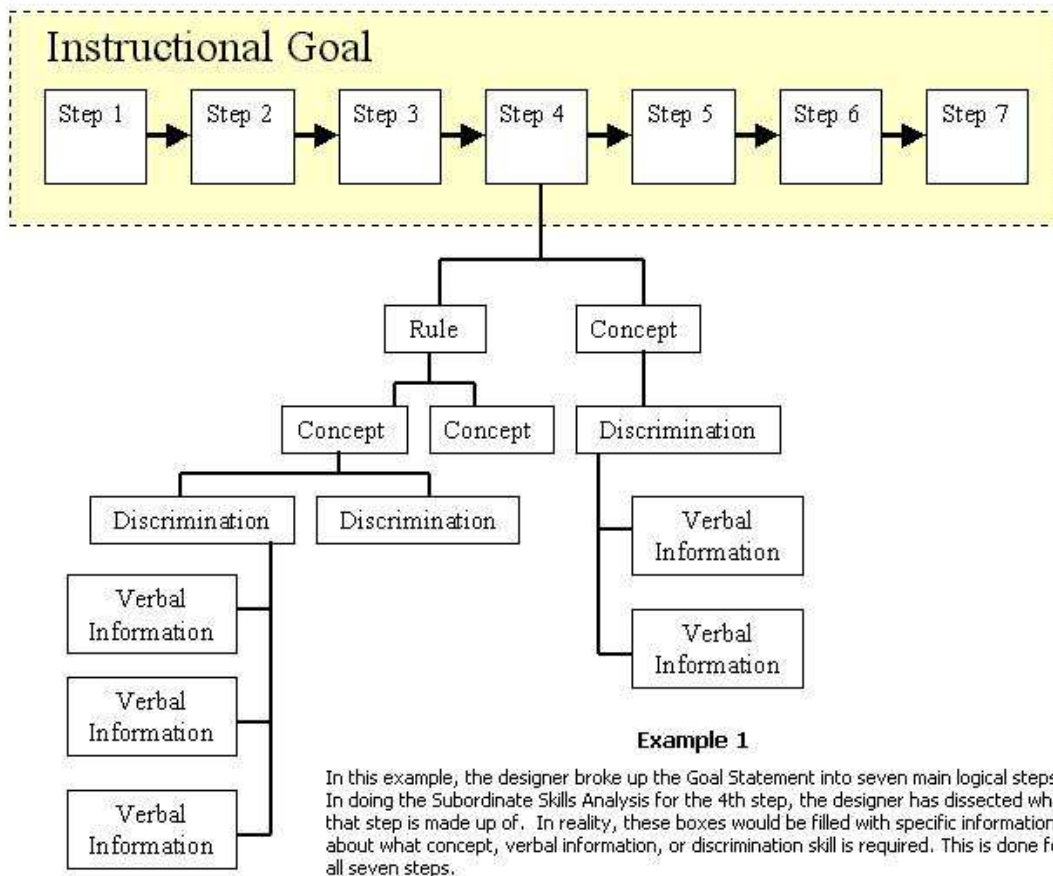 Instructional Goal
Step 1
Step 2
Step 3
Step 4
Step 5
Step 6
Step 7
Rule
Concept
Concept
Concept
Discrimination
Discrimination
Discrimination
Verbal
Information
Verbal
Information
Verbal
Information
Verbal
Information
Verbal
Information
Example 1
In this example, the designer broke up the Goal Statement into seven main logical steps
In doing the Subordinate Skills Analysis for the 4th step, the designer has dissected
that step is made up of. In reality, these boxes would be filled with specific information
about what concept, verbal information, or discrimination skill is required. This is done
all seven steps.